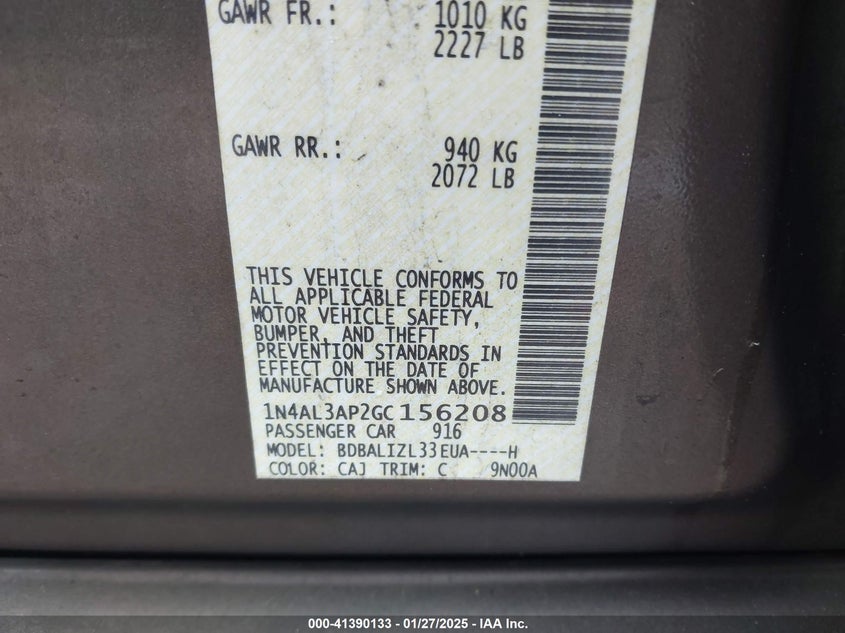 GAWR FR.: 1010 KG
2227 LB
GAWR RR.: 940 KG
2072 LB
THIS VEHICLE CONFORMS TO
ALL APPLICABLE FEDERAL
MOTOR VEHICLE SAFETY,
BUMPER, AND THEFT
PREVENTION STANDARDS IN
EFFECT ON THE DATE OF
MANUFACTURE SHOWN ABOVE.
1N4AL3AP2GC156208
PASSENGER CAR 916
MODEL: BDBALIZL33EUA----H
COLOR: CAJ TRIM: C 9N00A
000-41390133 - 01/27/2025 - IAA Inc.